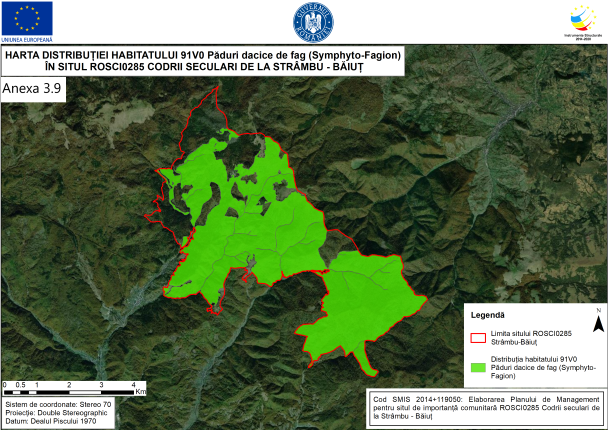 UNIUNEA EUROPEANĂ
GUVERNUL ROMÂNIEI
Instrumente Structurale
2014-2020
HARTA DISTRIBUȚIEI HABITATULUI 91V0 Păduri dacice de fag (Symphyto-Fagion)
ÎN SITUL ROSCI0285 CODRII SECULARI DE LA STRÂMBU - BĂIUȚ
Anexa 3.9
Legendă
N
Limita sitului ROSCI0285
Strâmbu-Băiuț
Distribuția habitatului 91V0
Păduri dacice de fag (Symphyto-
Fagion)
0 0.5 1 2 3 4
Km
Sistem de coordonate: Stereo 70
Proiecție: Double Stereographic
Datum: Dealul Piscului 1970
Cod SMIS 2014+119050: Elaborarea Planului de Management
pentru situl de importanță comunitară ROSCI0285 Codrii seculari de
la Strâmbu - Băiuț